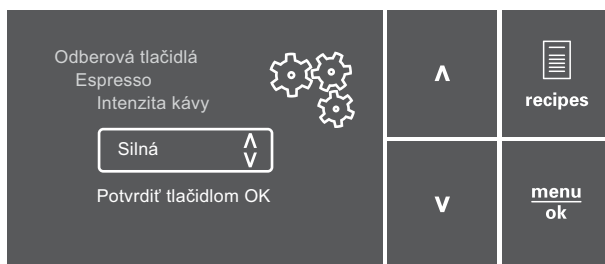 Odberová tlačidlá
Espresso
Intenzita kávy
Silná
Potvrdiť tlačidlom OK
recipes
menu
ok